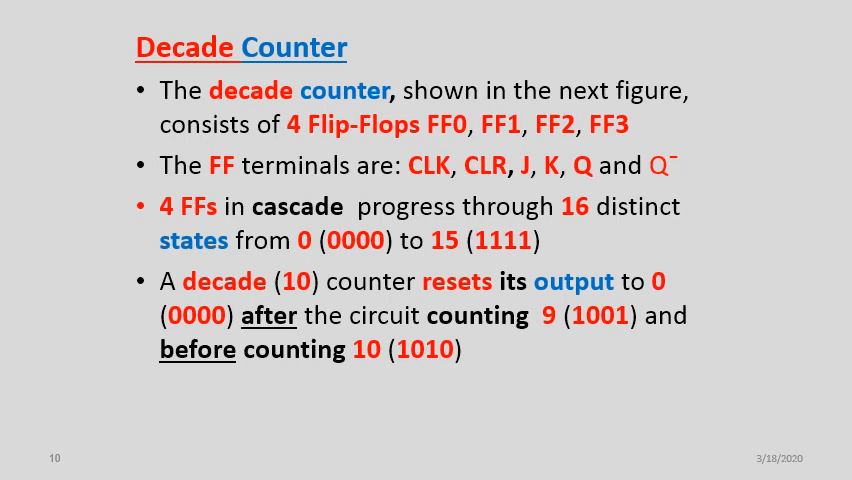 Decade Counter
• The decade counter, shown in the next figure,
consists of 4 Flip-Flops FF0, FF1, FF2, FF3
• The FF terminals are: CLK, CLR, J, K, Q and Q¯
• 4 FFs in cascade progress through 16 distinct
states from 0 (0000) to 15 (1111)
• A decade (10) counter resets its output to 0
(0000) after the circuit counting 9 (1001) and
before counting 10 (1010)
10
3/18/2020